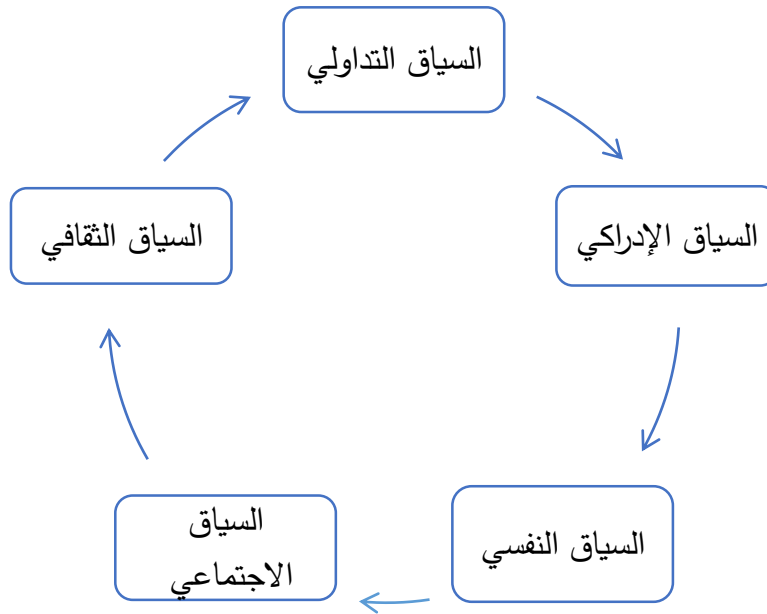 السياق التداولي
السياق الإدراكي
السياق النفسي
السياق
الاجتماعي
السياق الثقافي